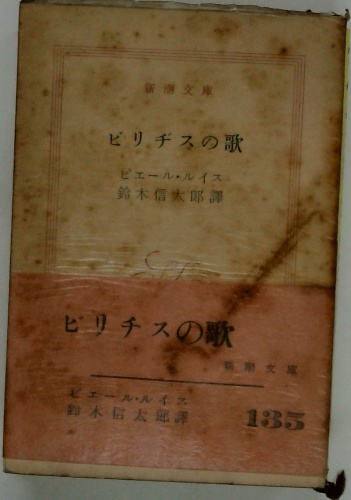 新潮文庫
ビリチスの歌
ピエール・ルイス
鈴木信太郎譯
ビリチスの歌
新潮文庫
ピエール・ルイス
鈴木信太郎譯
135